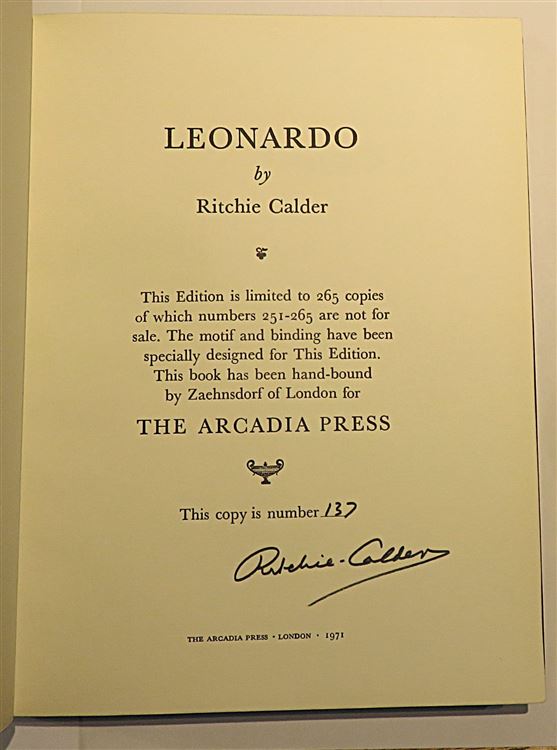 LEONARDO
by
Ritchie Calder
This Edition is limited to 265 copies
of which numbers 251-265 are not for
sale. The motif and binding have been
specially designed for This Edition.
This book has been hand-bound
by Zaehnsdorf of London for
THE ARCADIA PRESS
This copy is number 137
Ritchie-Calder
THE ARCADIA PRESS · LONDON · 1971